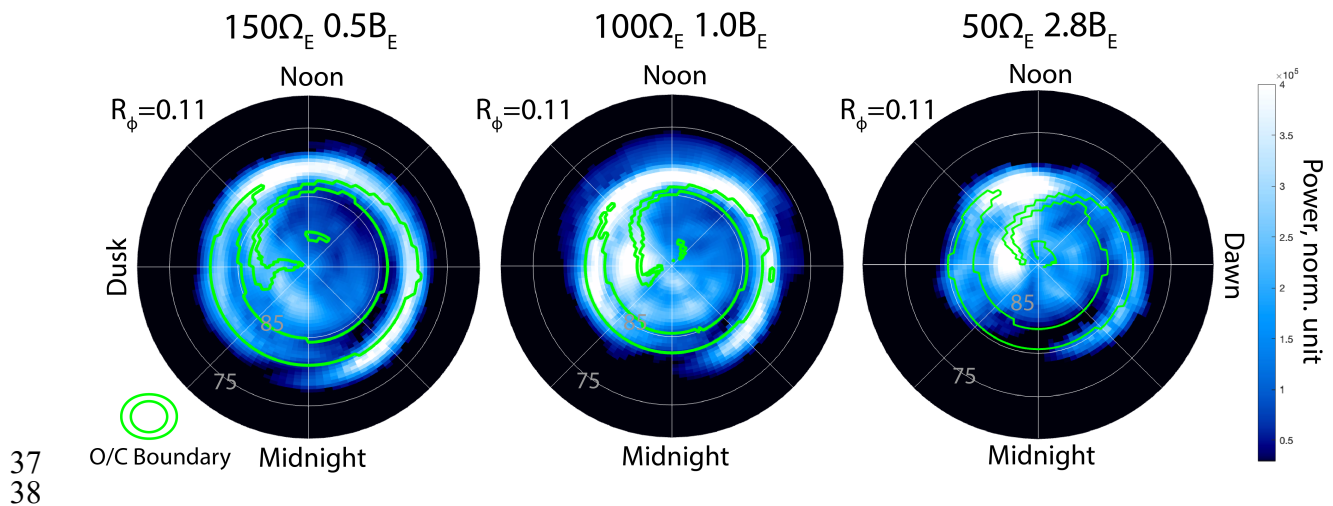 150Ω_E 0.5B_E 100Ω_E 1.0B_E 50Ω_E 2.8B_E
Noon Noon Noon
×10⁵
R_ϕ=0.11 R_ϕ=0.11 R_ϕ=0.11
4
3.5
3
2.5
2
1.5
1
0.5
Power, norm. unit
Dusk
Dawn
85 85 85
75 75 75
O/C Boundary Midnight Midnight Midnight
37
38